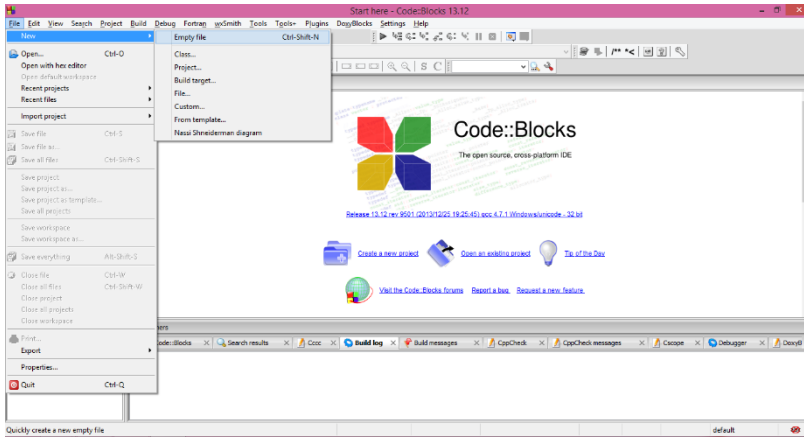 Start here - Code::Blocks 13.12
File Edit View Search Project Build Debug Fortran wxSmith Tools Tools+ Plugins DoxyBlocks Settings Help
New
Empty file Ctrl-Shift-N
Open... Ctrl-O
Class...
Open with hex editor
Project...
Open default workspace
Build target...
Recent projects
File...
Recent files
Custom...
Import project
From template...
Nassi Shneiderman diagram
S C
/** *<
Save file Ctrl-S
Save file as...
Save all files Ctrl-Shift-S
Save project
Save project as...
Save project as template...
Save all projects
Save workspace
Save workspace as...
Save everything Alt-Shift-S
Close file Ctrl-W
Close all files Ctrl-Shift-W
Close project
Close all projects
Close workspace
Print...
Export
Properties...
Quit Ctrl-Q
Code::Blocks
The open source, cross-platform IDE
Release 13.12 rev 9501 (2013/12/25 19:25:45) gcc 4.7.1 Windows/unicode - 32 bit
Create a new project Open an existing project Tip of the Day
Visit the Code::Blocks forums Report a bug Request a new feature
hers
Code::Blocks Search results Cccc Build log Build messages CppCheck CppCheck messages Cscope Debugger DoxyB
Quickly create a new empty file default